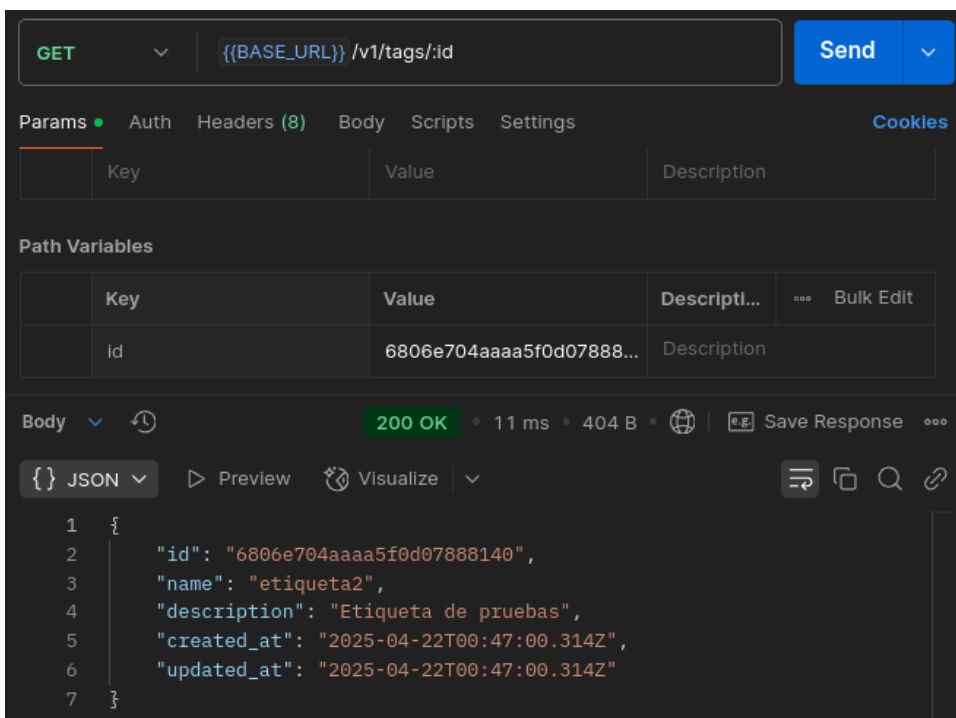 GET {{BASE_URL}} /v1/tags/:id Send
Params Auth Headers (8) Body Scripts Settings Cookies
Key Value Description
Path Variables
Key Value Descripti... Bulk Edit
id 6806e704aaaa5f0d07888... Description
Body 200 OK 11 ms 404 B e.g. Save Response
{} JSON Preview Visualize
1 {
2 "id": "6806e704aaaa5f0d07888140",
3 "name": "etiqueta2",
4 "description": "Etiqueta de pruebas",
5 "created_at": "2025-04-22T00:47:00.314Z",
6 "updated_at": "2025-04-22T00:47:00.314Z"
7 }